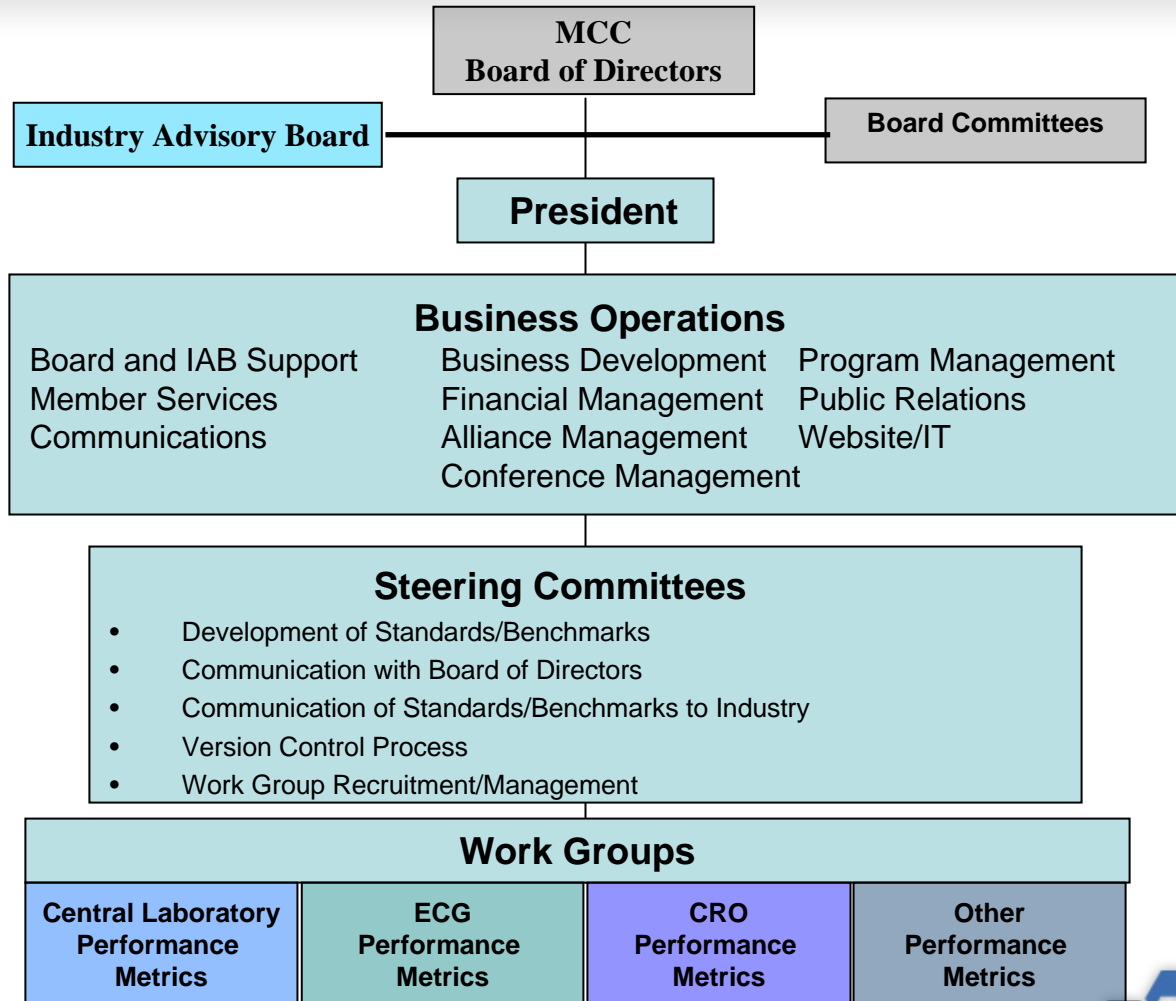 MCC
Board of Directors
Industry Advisory Board
Board Committees
President
Business Operations
Board and IAB Support
Member Services
Communications
Business Development
Financial Management
Alliance Management
Conference Management
Program Management
Public Relations
Website/IT
Steering Committees
• Development of Standards/Benchmarks
• Communication with Board of Directors
• Communication of Standards/Benchmarks to Industry
• Version Control Process
• Work Group Recruitment/Management
Work Groups
Central Laboratory
Performance
Metrics
ECG
Performance
Metrics
CRO
Performance
Metrics
Other
Performance
Metrics